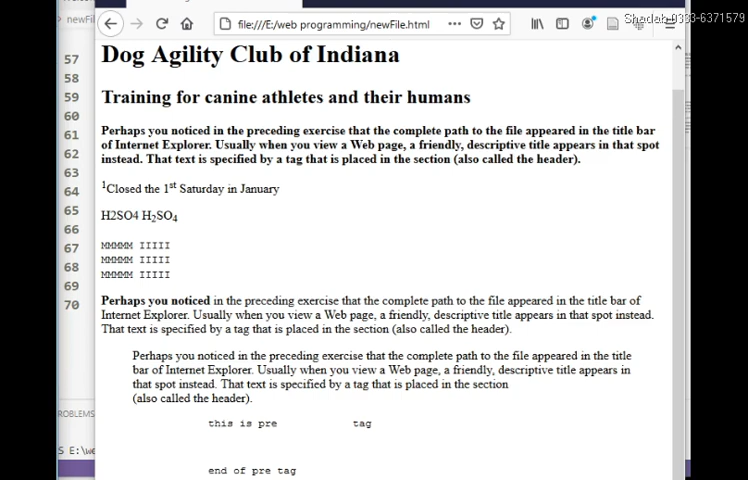 newFil
file:///E:/web programming/newFile.html
Shadab 0333-6371579
57
58
59
60
61
62
63
64
65
66
67
68
69
70
Dog Agility Club of Indiana
Training for canine athletes and their humans
Perhaps you noticed in the preceding exercise that the complete path to the file appeared in the title bar
of Internet Explorer. Usually when you view a Web page, a friendly, descriptive title appears in that spot
instead. That text is specified by a tag that is placed in the section (also called the header).
¹Closed the 1ˢᵗ Saturday in January
H2SO4 H₂SO₄
MMMMM IIIII
MMMMM IIIII
MMMMM IIIII
Perhaps you noticed in the preceding exercise that the complete path to the file appeared in the title bar of
Internet Explorer. Usually when you view a Web page, a friendly, descriptive title appears in that spot instead.
That text is specified by a tag that is placed in the section (also called the header).
Perhaps you noticed in the preceding exercise that the complete path to the file appeared in the title
bar of Internet Explorer. Usually when you view a Web page, a friendly, descriptive title appears in
that spot instead. That text is specified by a tag that is placed in the section
(also called the header).
this is pre tag
end of pre tag
ROBLEMS
S E:\we